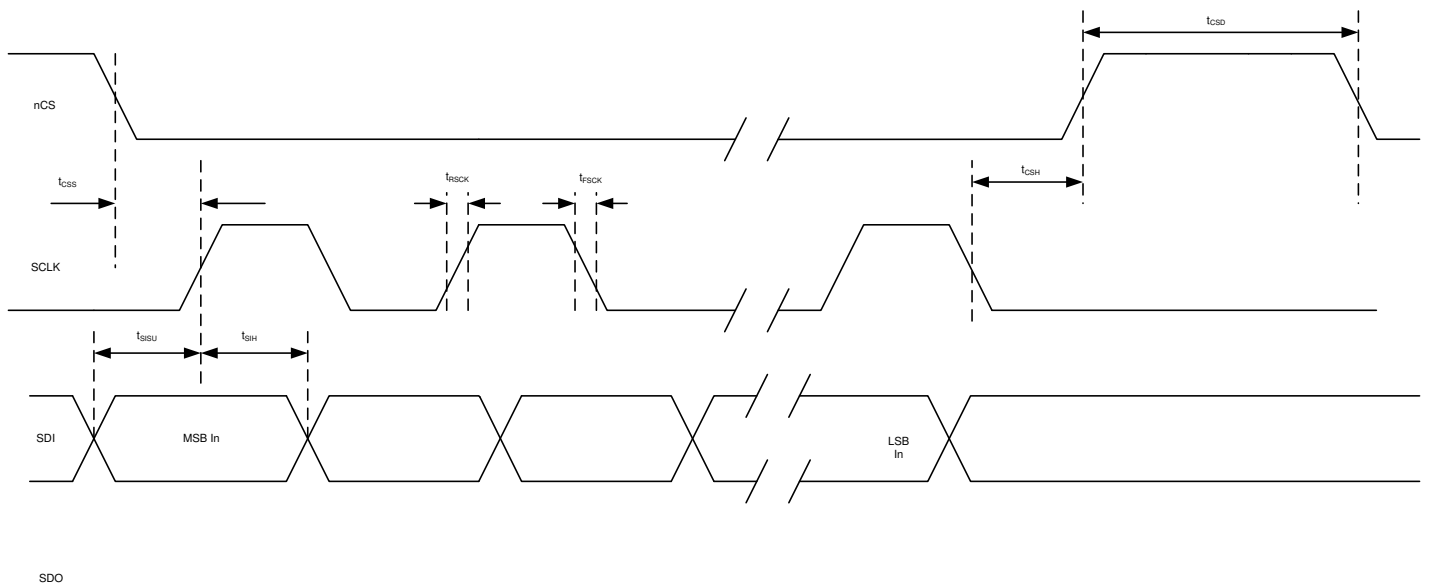 tCSD
nCS
tCSH
tCSS
tRSCK
tFSCK
SCLK
tSISU
tSIH
SDI
MSB In
LSB
In
SDO